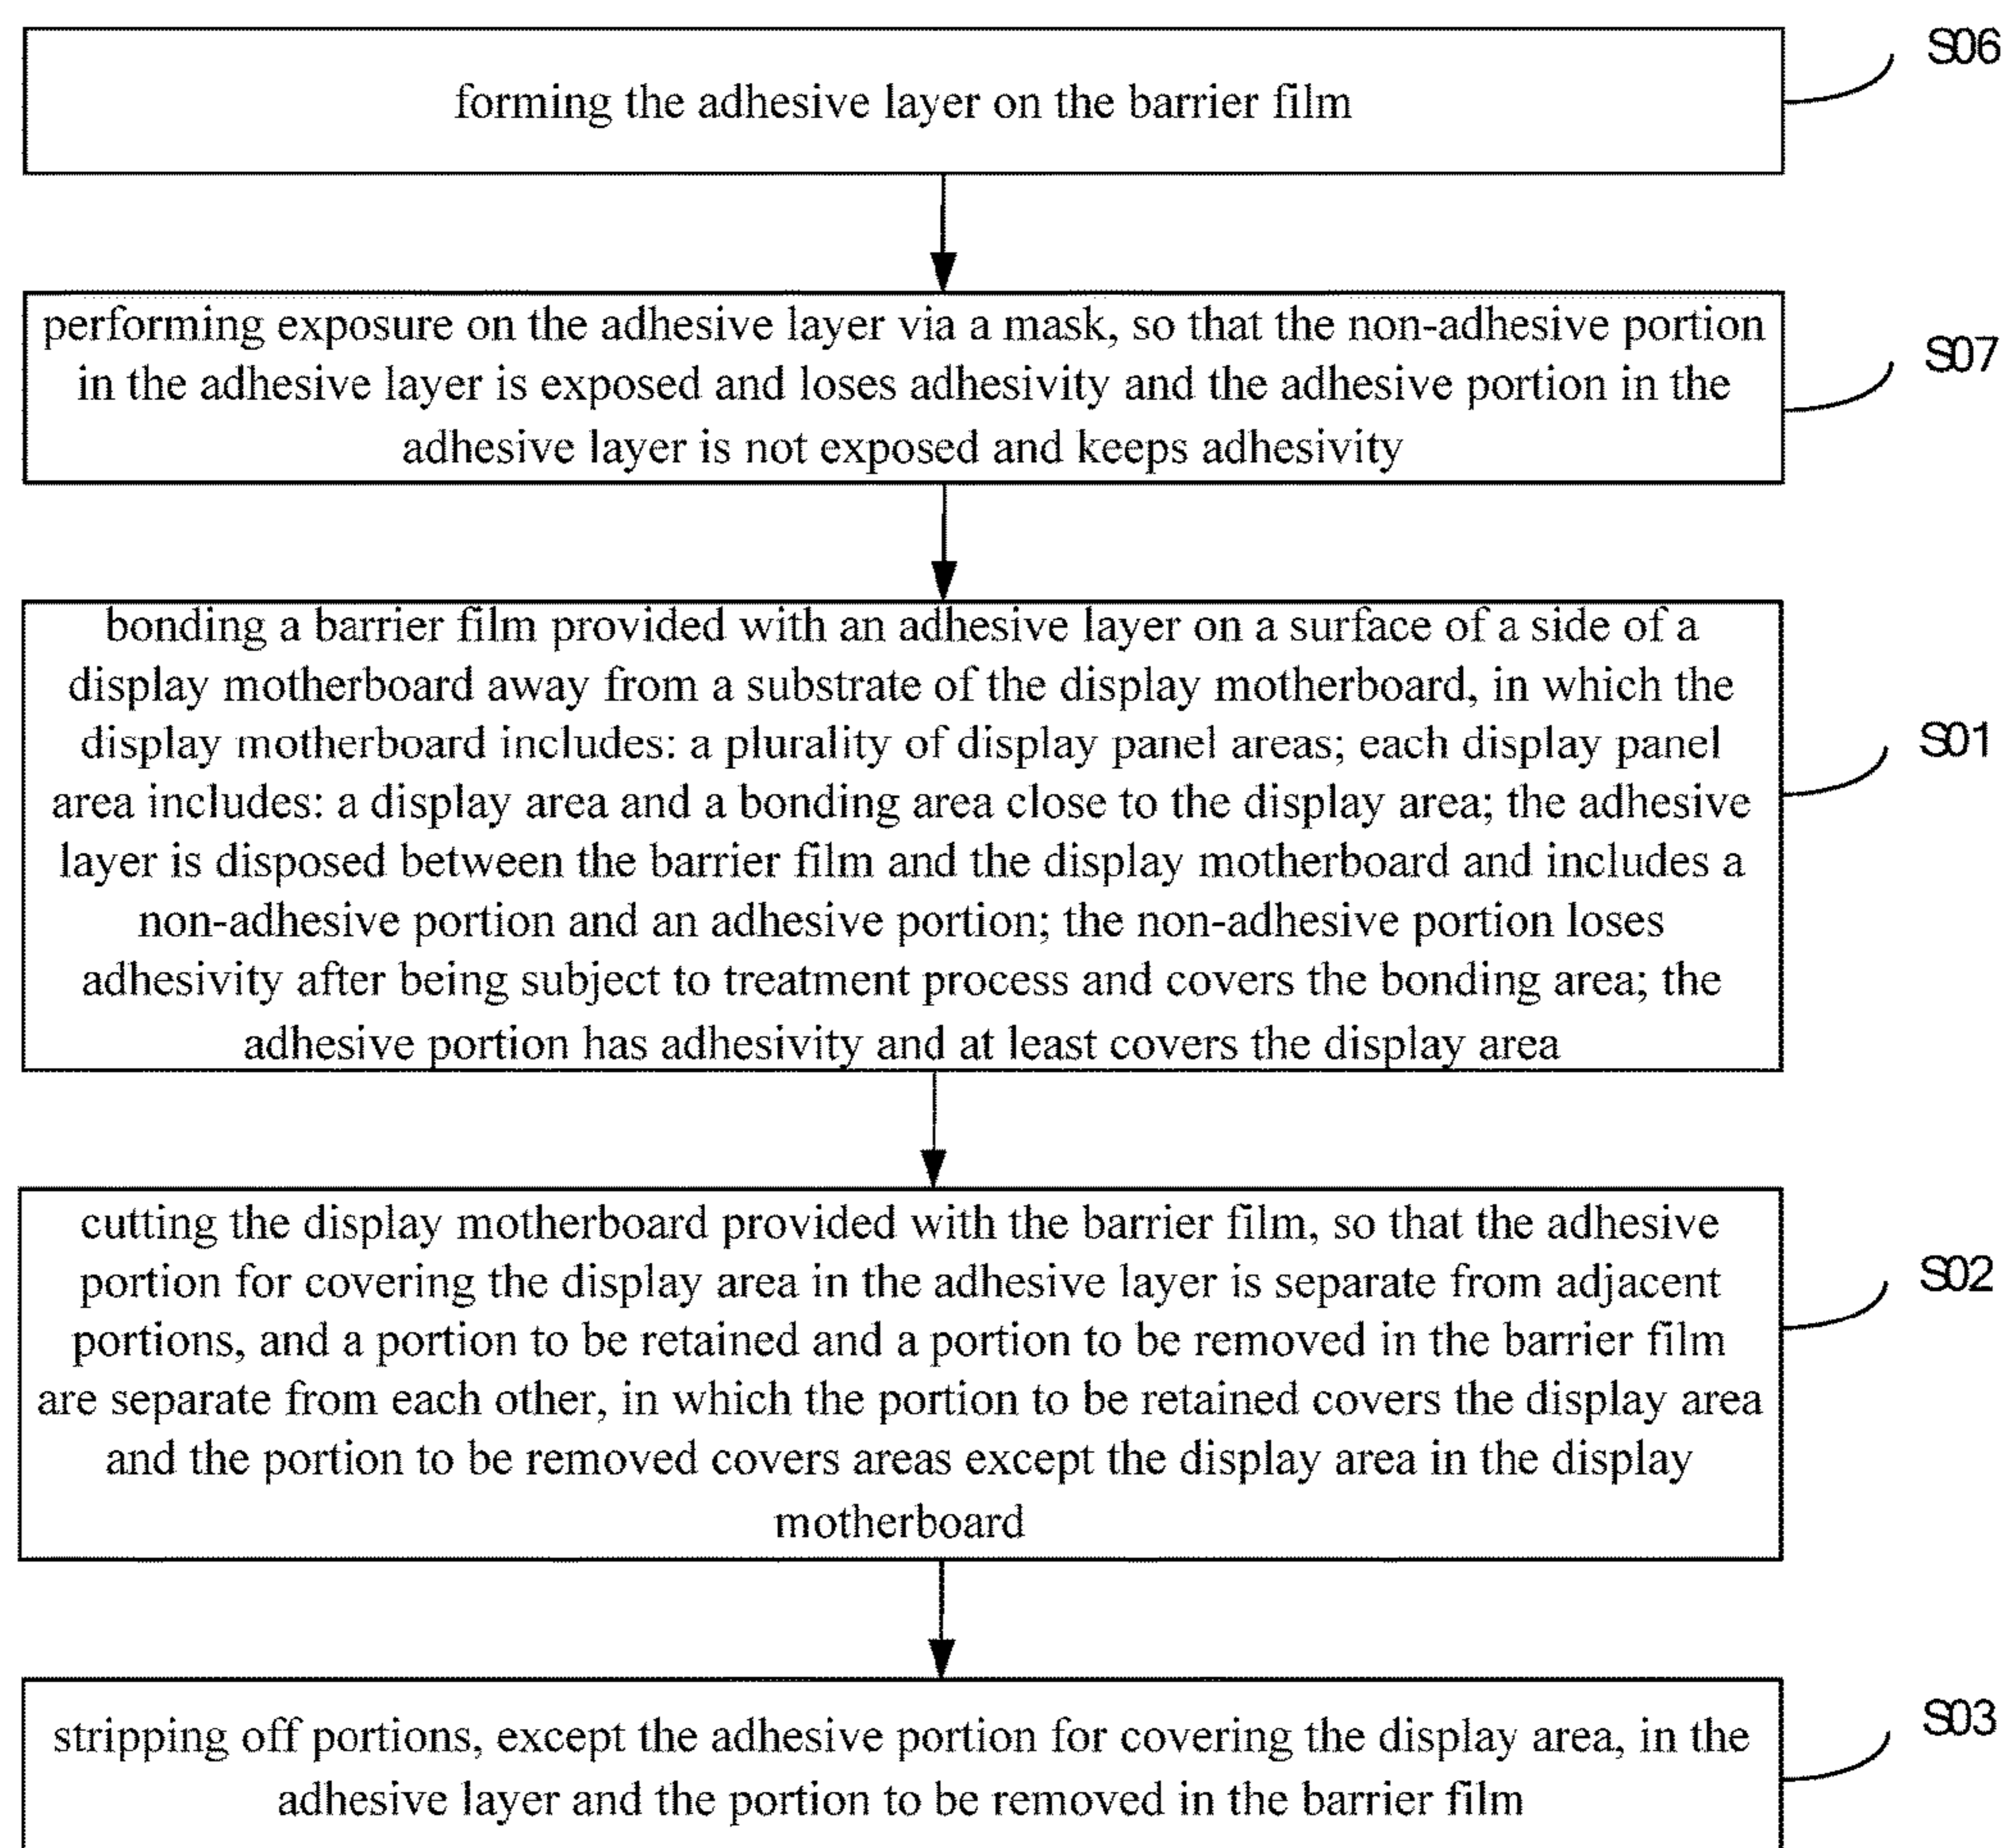 forming the adhesive layer on the barrier film
S06
performing exposure on the adhesive layer via a mask, so that the non-adhesive portion
in the adhesive layer is exposed and loses adhesivity and the adhesive portion in the
adhesive layer is not exposed and keeps adhesivity
S07
bonding a barrier film provided with an adhesive layer on a surface of a side of a
display motherboard away from a substrate of the display motherboard, in which the
display motherboard includes: a plurality of display panel areas; each display panel
area includes: a display area and a bonding area close to the display area; the adhesive
layer is disposed between the barrier film and the display motherboard and includes a
non-adhesive portion and an adhesive portion; the non-adhesive portion loses
adhesivity after being subject to treatment process and covers the bonding area; the
adhesive portion has adhesivity and at least covers the display area
S01
cutting the display motherboard provided with the barrier film, so that the adhesive
portion for covering the display area in the adhesive layer is separate from adjacent
portions, and a portion to be retained and a portion to be removed in the barrier film
are separate from each other, in which the portion to be retained covers the display area
and the portion to be removed covers areas except the display area in the display
motherboard
S02
stripping off portions, except the adhesive portion for covering the display area, in the
adhesive layer and the portion to be removed in the barrier film
S03